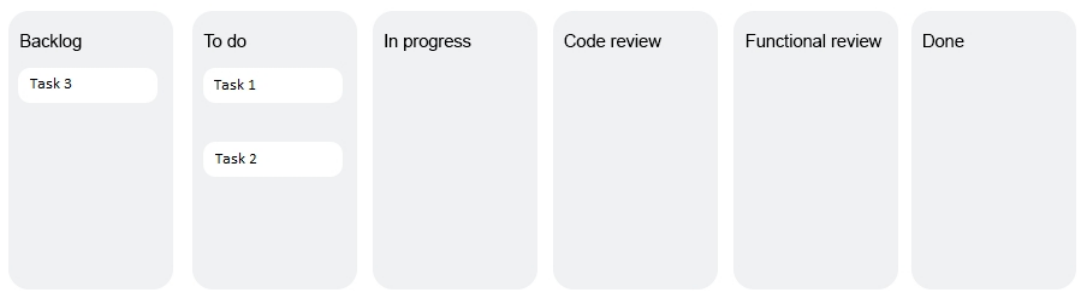 Backlog
Task 3
To do
Task 1
Task 2
In progress
Code review
Functional review
Done